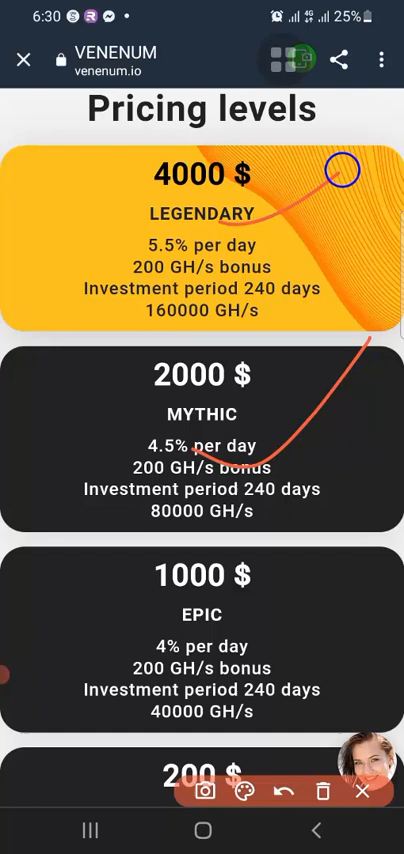 6:30 25%
VENENUM
venenum.io
Pricing levels
4000 $
LEGENDARY
5.5% per day
200 GH/s bonus
Investment period 240 days
160000 GH/s
2000 $
MYTHIC
4.5% per day
200 GH/s bonus
Investment period 240 days
80000 GH/s
1000 $
EPIC
4% per day
200 GH/s bonus
Investment period 240 days
40000 GH/s
200 $